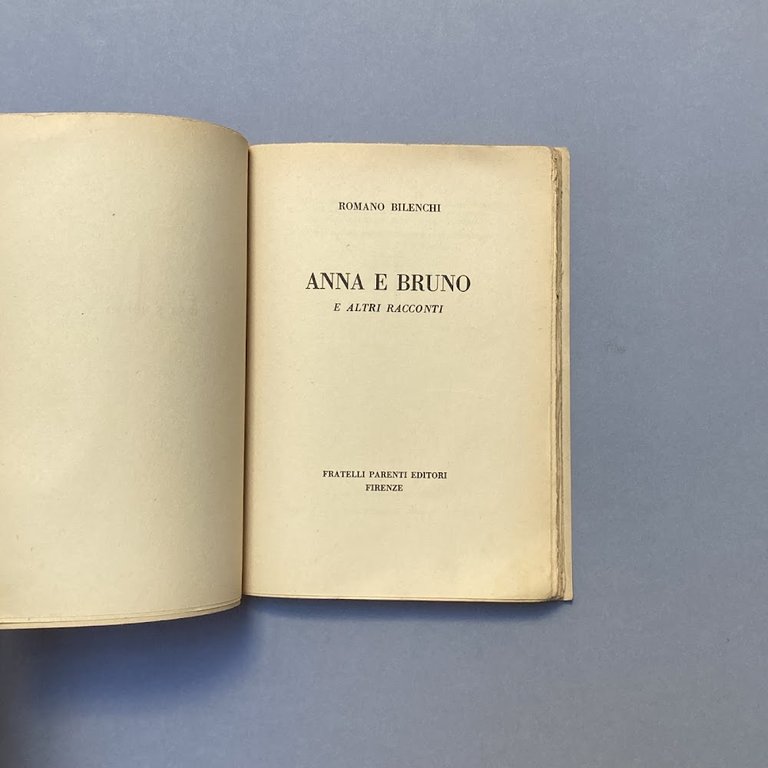 ROMANO BILENCHI
ANNA E BRUNO
E ALTRI RACCONTI
FRATELLI PARENTI EDITORI
FIRENZE